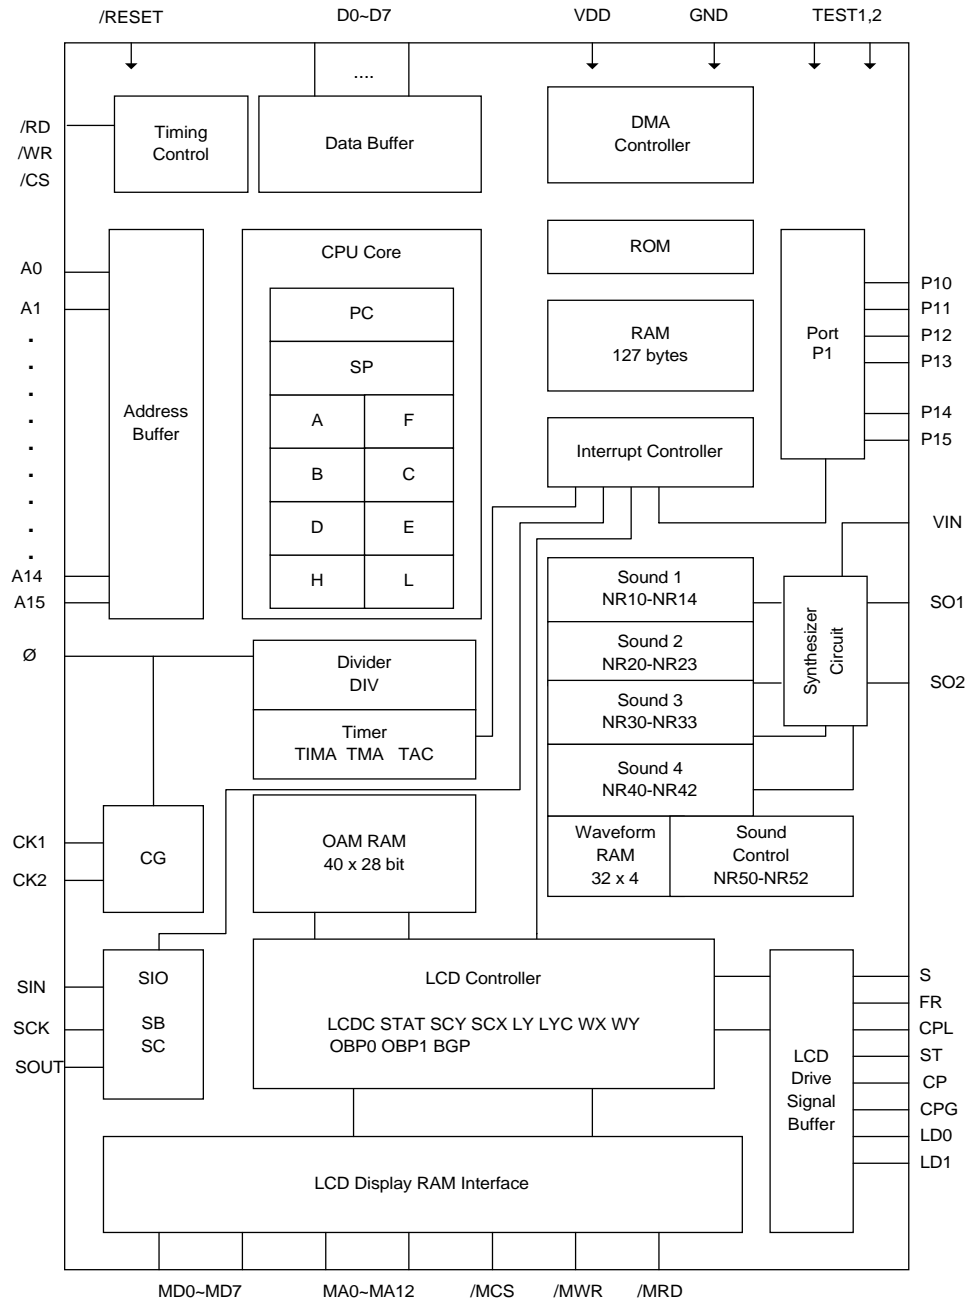 /RESET D0~D7 VDD GND TEST1,2
....
/RD
/WR
/CS
Timing
Control
Data Buffer
DMA
Controller
A0
A1
A14
A15
Address
Buffer
CPU Core
PC
SP
A F
B C
D E
H L
ROM
RAM
127 bytes
Interrupt Controller
Port
P1
P10
P11
P12
P13
P14
P15
VIN
SO1
SO2
Sound 1
NR10-NR14
Sound 2
NR20-NR23
Sound 3
NR30-NR33
Sound 4
NR40-NR42
Synthesizer
Circuit
Waveform
RAM
32 x 4
Sound
Control
NR50-NR52
Ø
Divider
DIV
Timer
TIMA TMA TAC
CK1
CK2
CG
OAM RAM
40 x 28 bit
SIN
SCK
SOUT
SIO
SB
SC
LCD Controller
LCDC STAT SCY SCX LY LYC WX WY
OBP0 OBP1 BGP
LCD
Drive
Signal
Buffer
S
FR
CPL
ST
CP
CPG
LD0
LD1
LCD Display RAM Interface
MD0~MD7 MA0~MA12 /MCS /MWR /MRD